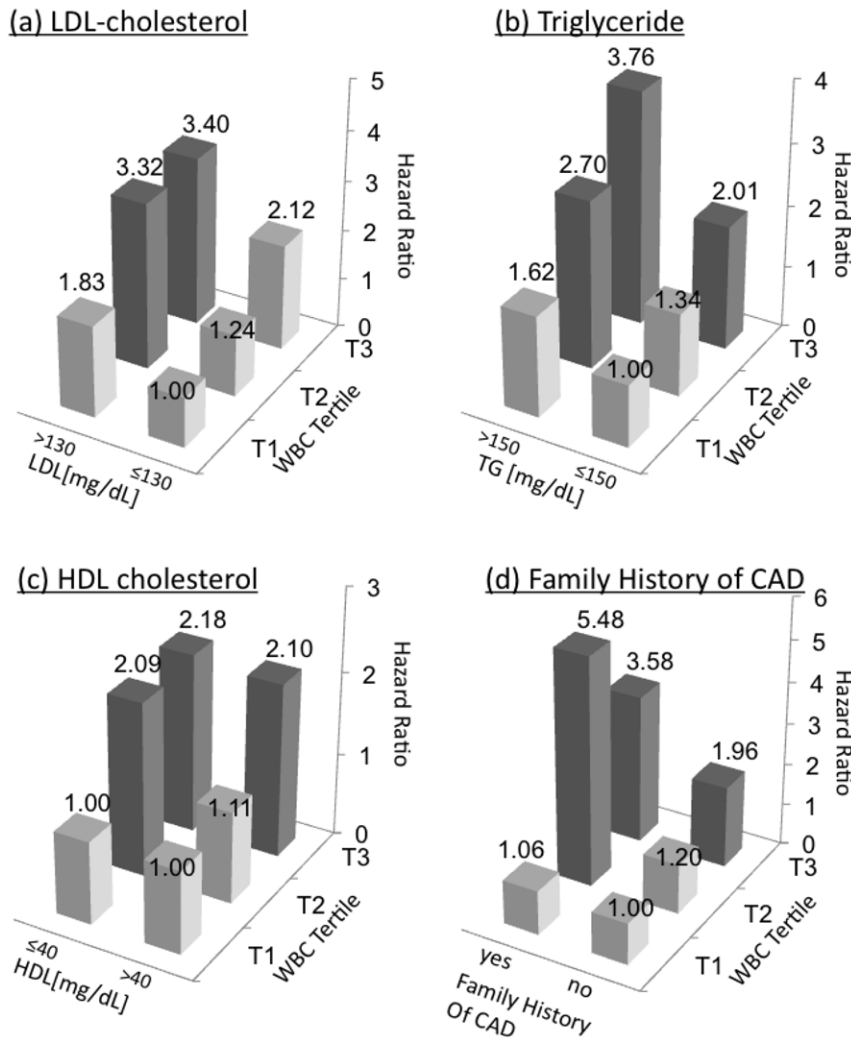 (a) LDL-cholesterol
5
4
3
2
1
0
Hazard Ratio
3.40
3.32
2.12
1.83
1.24
1.00
T3
T2
T1
WBC Tertile
>130
≤130
LDL[mg/dL]
(b) Triglyceride
4
3
2
1
0
Hazard Ratio
3.76
2.70
2.01
1.62
1.34
1.00
T3
T2
T1
WBC Tertile
>150
≤150
TG [mg/dL]
(c) HDL cholesterol
3
2
1
0
Hazard Ratio
2.18
2.09
2.10
1.00
1.11
1.00
T3
T2
T1
WBC Tertile
≤40
>40
HDL[mg/dL]
(d) Family History of CAD
6
5
4
3
2
1
0
Hazard Ratio
5.48
3.58
1.96
1.06
1.20
1.00
T3
T2
T1
WBC Tertile
yes
no
Family History
Of CAD